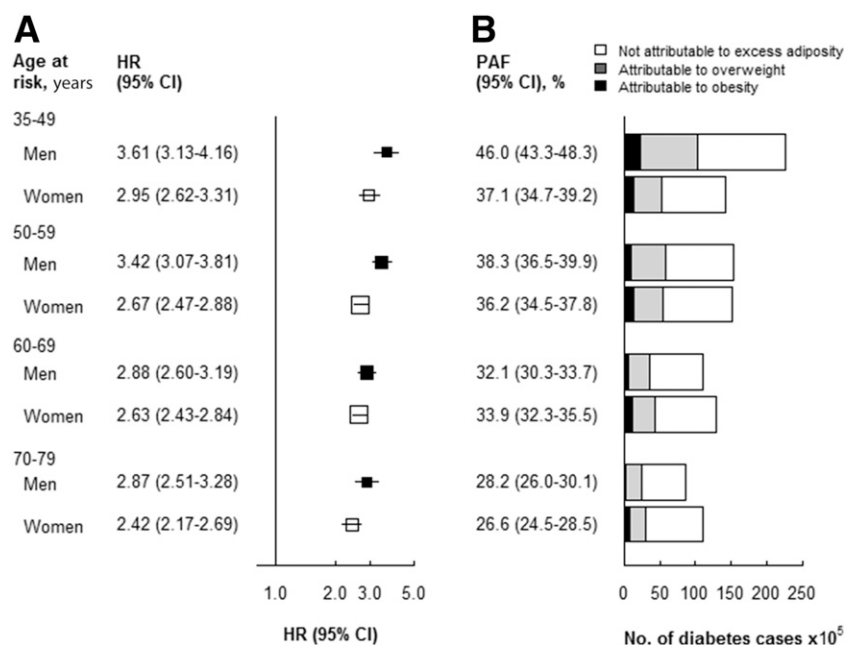 A
B
Age at risk, years
HR (95% CI)
PAF (95% CI), %
Not attributable to excess adiposity
Attributable to overweight
Attributable to obesity
35-49
Men 3.61 (3.13-4.16) 46.0 (43.3-48.3)
Women 2.95 (2.62-3.31) 37.1 (34.7-39.2)
50-59
Men 3.42 (3.07-3.81) 38.3 (36.5-39.9)
Women 2.67 (2.47-2.88) 36.2 (34.5-37.8)
60-69
Men 2.88 (2.60-3.19) 32.1 (30.3-33.7)
Women 2.63 (2.43-2.84) 33.9 (32.3-35.5)
70-79
Men 2.87 (2.51-3.28) 28.2 (26.0-30.1)
Women 2.42 (2.17-2.69) 26.6 (24.5-28.5)
1.0 2.0 3.0 5.0
0 50 100 150 200 250
HR (95% CI)
No. of diabetes cases x10⁵